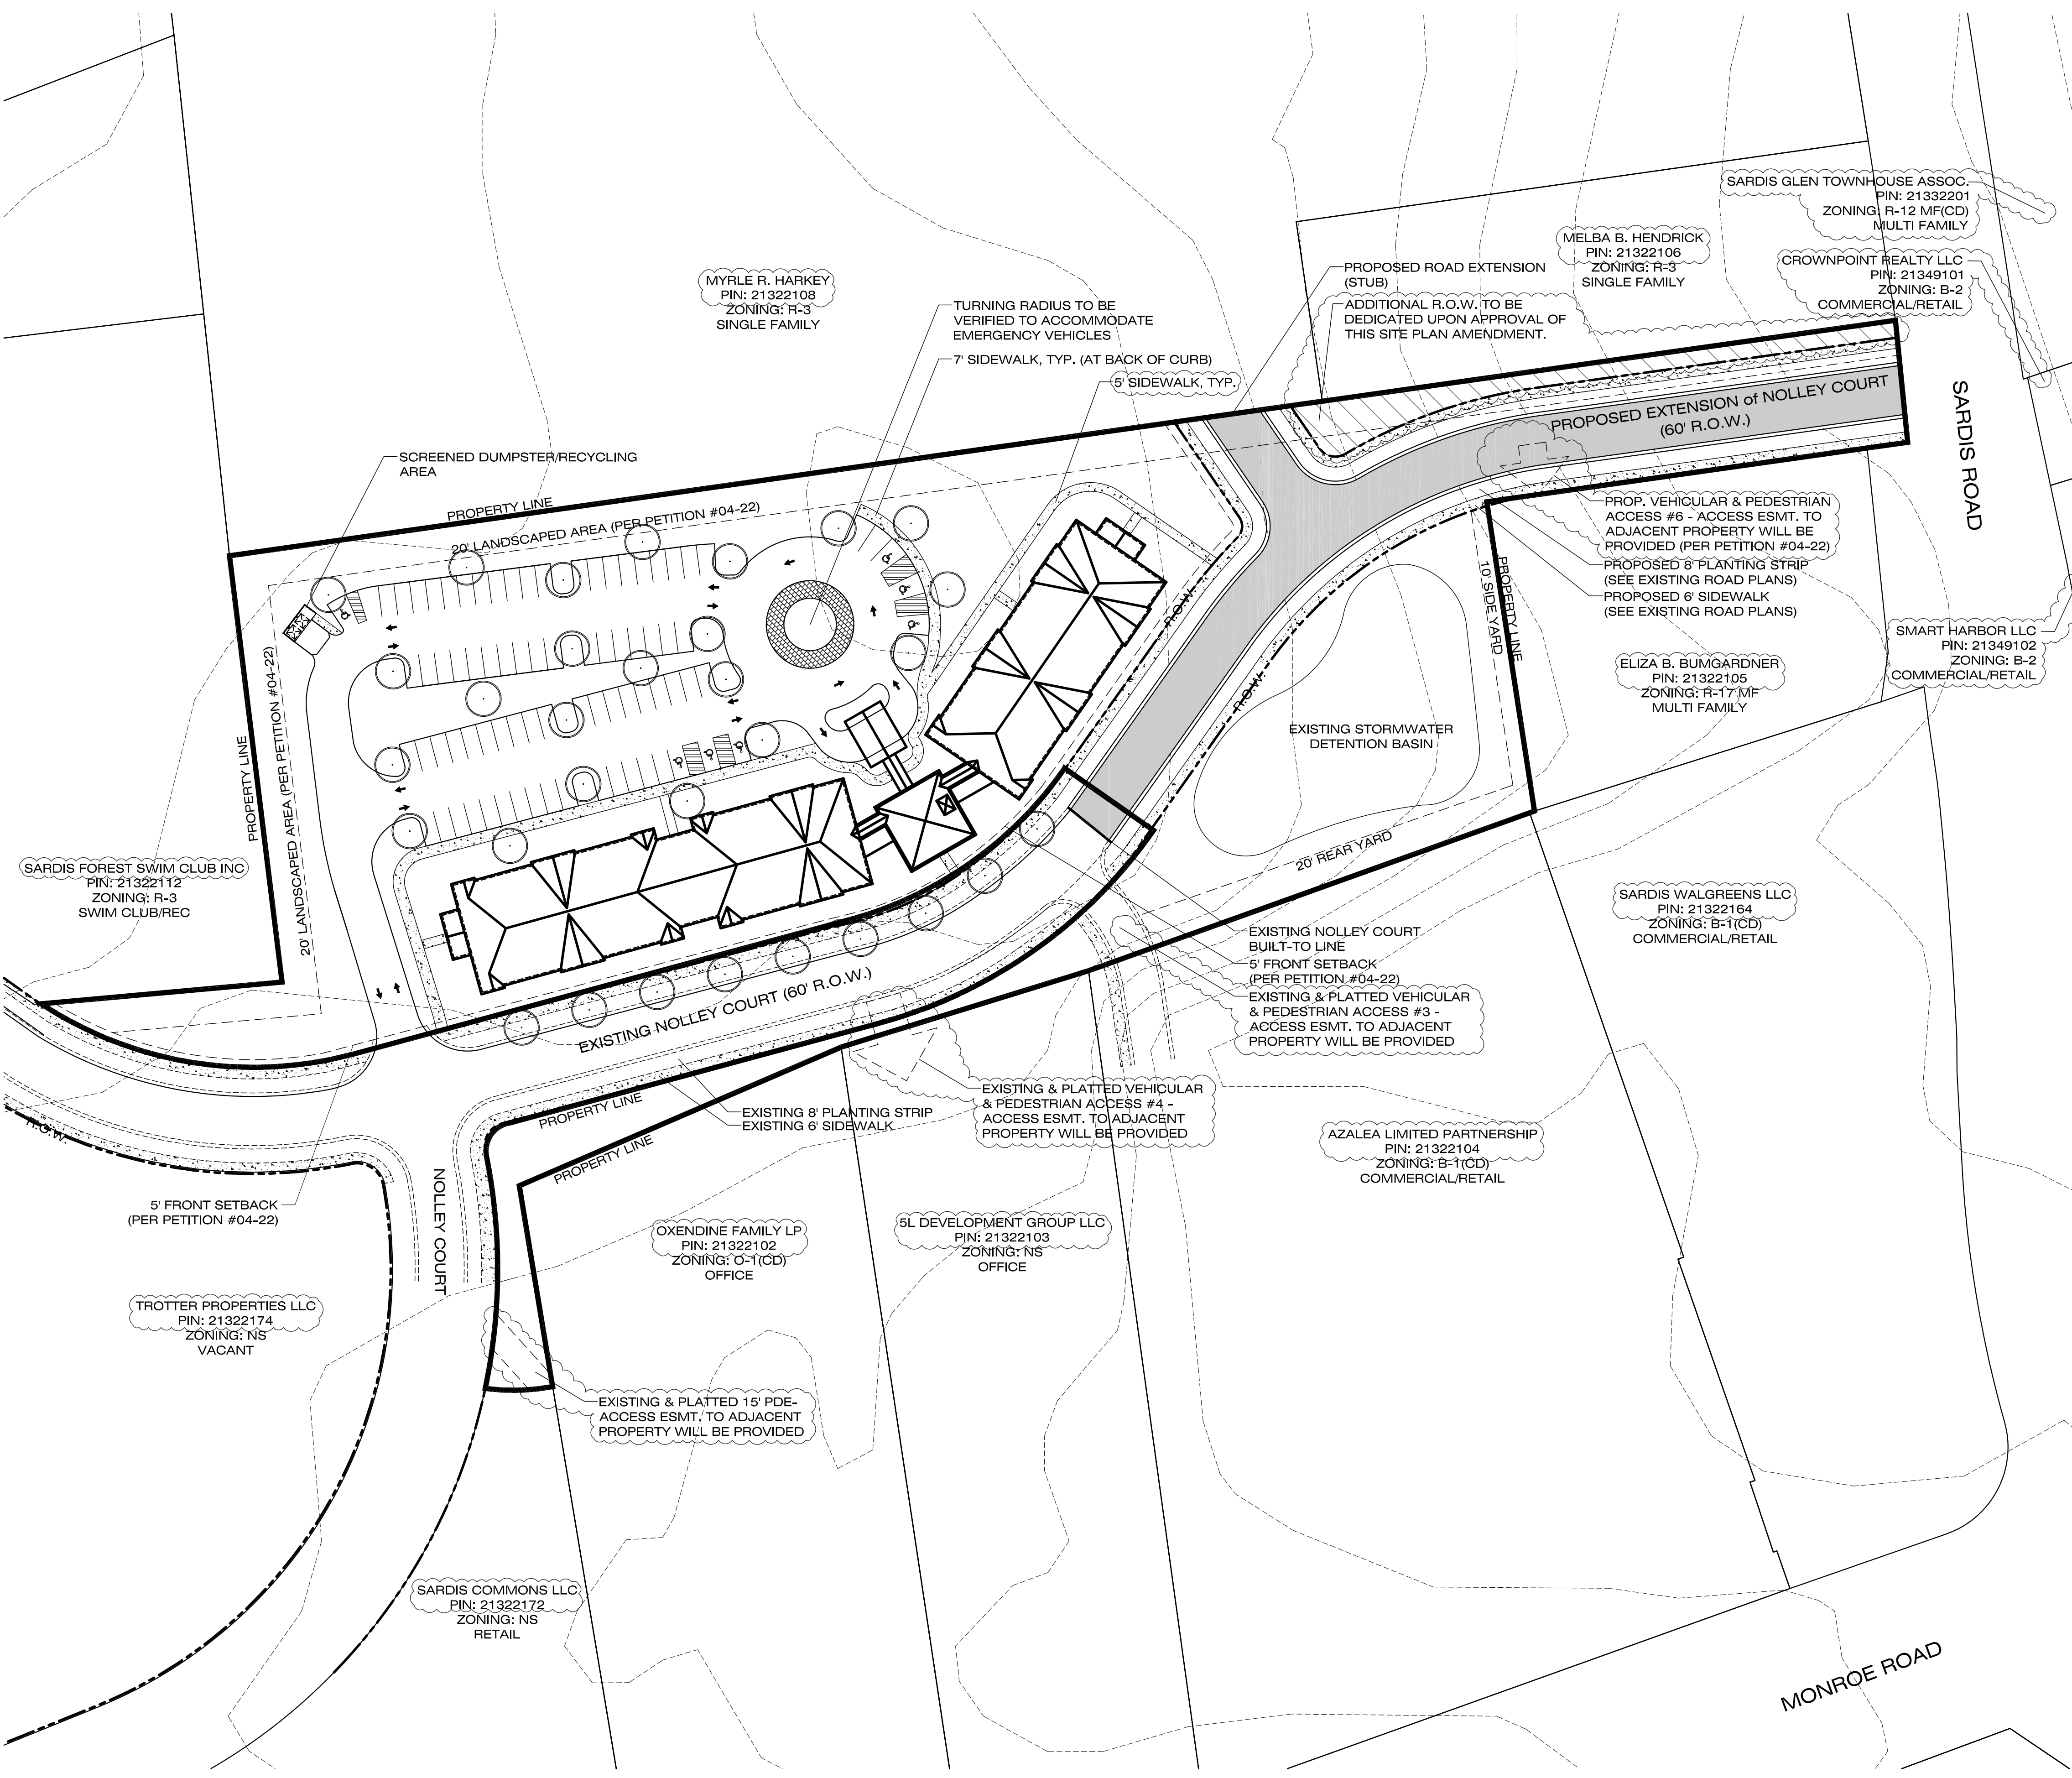 SARDIS GLEN TOWNHOUSE ASSOC.
PIN: 21332201
ZONING: R-12 MF(CD)
MULTI FAMILY
MELBA B. HENDRICK
PIN: 21322106
ZONING: R-3
SINGLE FAMILY
CROWNPOINT REALTY LLC
PIN: 21349101
ZONING: B-2
COMMERCIAL/RETAIL
MYRLE R. HARKEY
PIN: 21322108
ZONING: R-3
SINGLE FAMILY
PROPOSED ROAD EXTENSION
(STUB)
ADDITIONAL R.O.W. TO BE
DEDICATED UPON APPROVAL OF
THIS SITE PLAN AMENDMENT.
TURNING RADIUS TO BE
VERIFIED TO ACCOMMODATE
EMERGENCY VEHICLES
7' SIDEWALK, TYP. (AT BACK OF CURB)
5' SIDEWALK, TYP.
PROPOSED EXTENSION of NOLLEY COURT
(60' R.O.W.)
SARDIS ROAD
SCREENED DUMPSTER/RECYCLING
AREA
PROPERTY LINE
20' LANDSCAPED AREA (PER PETITION #04-22)
PROP. VEHICULAR & PEDESTRIAN
ACCESS #6 - ACCESS ESMT. TO
ADJACENT PROPERTY WILL BE
PROVIDED (PER PETITION #04-22)
PROPOSED 8' PLANTING STRIP
(SEE EXISTING ROAD PLANS)
PROPOSED 6' SIDEWALK
(SEE EXISTING ROAD PLANS)
PROPERTY LINE
10' SIDE YARD
R.O.W.
R.O.W.
SMART HARBOR LLC
PIN: 21349102
ZONING: B-2
COMMERCIAL/RETAIL
ELIZA B. BUMGARDNER
PIN: 21322105
ZONING: R-17 MF
MULTI FAMILY
EXISTING STORMWATER
DETENTION BASIN
PROPERTY LINE
20' LANDSCAPED AREA (PER PETITION #04-22)
20' REAR YARD
SARDIS FOREST SWIM CLUB INC
PIN: 21322112
ZONING: R-3
SWIM CLUB/REC
SARDIS WALGREENS LLC
PIN: 21322164
ZONING: B-1(CD)
COMMERCIAL/RETAIL
EXISTING NOLLEY COURT
BUILT-TO LINE
5' FRONT SETBACK
(PER PETITION #04-22)
EXISTING & PLATTED VEHICULAR
& PEDESTRIAN ACCESS #3 -
ACCESS ESMT. TO ADJACENT
PROPERTY WILL BE PROVIDED
EXISTING NOLLEY COURT (60' R.O.W.)
EXISTING & PLATTED VEHICULAR
& PEDESTRIAN ACCESS #4 -
ACCESS ESMT. TO ADJACENT
PROPERTY WILL BE PROVIDED
PROPERTY LINE
EXISTING 8' PLANTING STRIP
EXISTING 6' SIDEWALK
PROPERTY LINE
R.O.W.
AZALEA LIMITED PARTNERSHIP
PIN: 21322104
ZONING: B-1(CD)
COMMERCIAL/RETAIL
5' FRONT SETBACK
(PER PETITION #04-22)
NOLLEY COURT
OXENDINE FAMILY LP
PIN: 21322102
ZONING: O-1(CD)
OFFICE
5L DEVELOPMENT GROUP LLC
PIN: 21322103
ZONING: NS
OFFICE
TROTTER PROPERTIES LLC
PIN: 21322174
ZONING: NS
VACANT
EXISTING & PLATTED 15' PDE-
ACCESS ESMT. TO ADJACENT
PROPERTY WILL BE PROVIDED
SARDIS COMMONS LLC
PIN: 21322172
ZONING: NS
RETAIL
MONROE ROAD